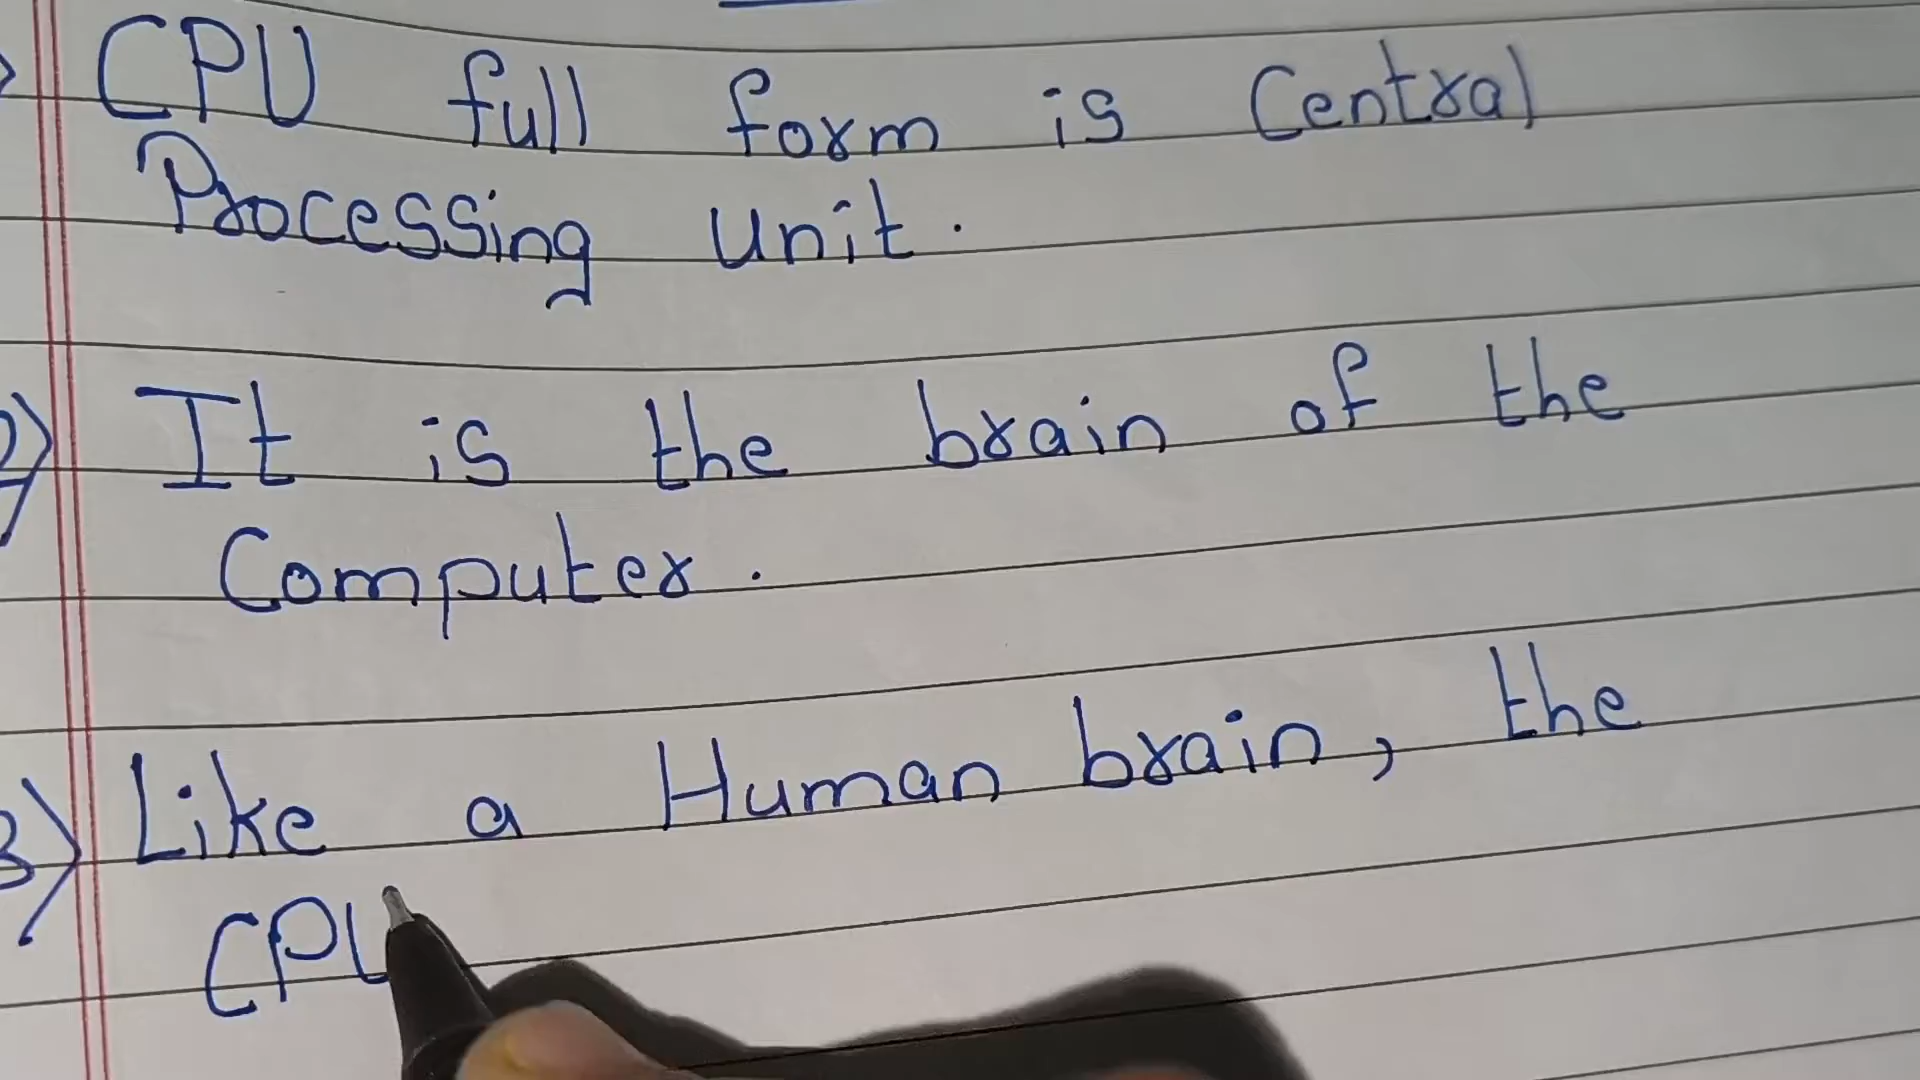 ) CPU full form is Central
Processing unit.
2) It is the brain of the
Computer.
3) Like a Human brain, the
CPU